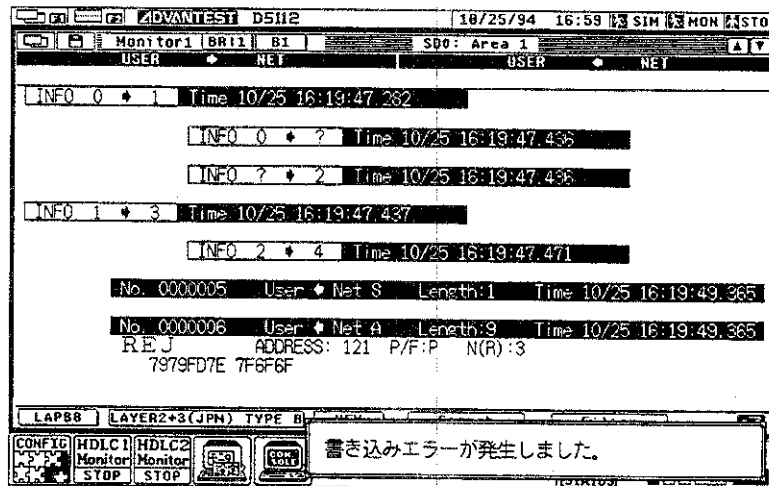 F1 F2 ADVANTEST D5112 10/25/94 16:59 SIM MON STO
Monitor1 BRI1 B1 SD0: Area 1
USER NET USER NET
INFO 0 → 1 Time 10/25 16:19:47.282
INFO 0 → ? Time 10/25 16:19:47.436
INFO ? → 2 Time 10/25 16:19:47.436
INFO 1 → 3 Time 10/25 16:19:47.437
INFO 2 → 4 Time 10/25 16:19:47.471
No. 0000005 User Net S Length:1 Time 10/25 16:19:49.365
No. 0000006 User Net A Length:9 Time 10/25 16:19:49.365
REJ ADDRESS: 121 P/F:P N(R):3
7979FD7E 7F6F6F
LAPB8 LAYER2+3(JPN) TYPE B
CONFIG HDLC1 Monitor STOP HDLC2 Monitor STOP
書き込みエラーが発生しました。